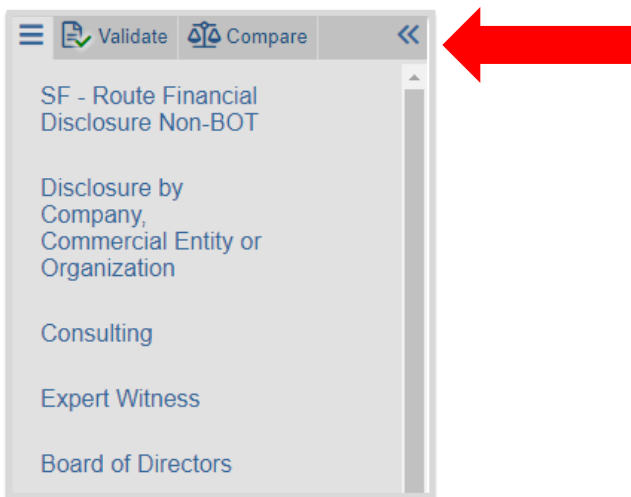 Validate Compare
SF - Route Financial
Disclosure Non-BOT
Disclosure by
Company,
Commercial Entity or
Organization
Consulting
Expert Witness
Board of Directors